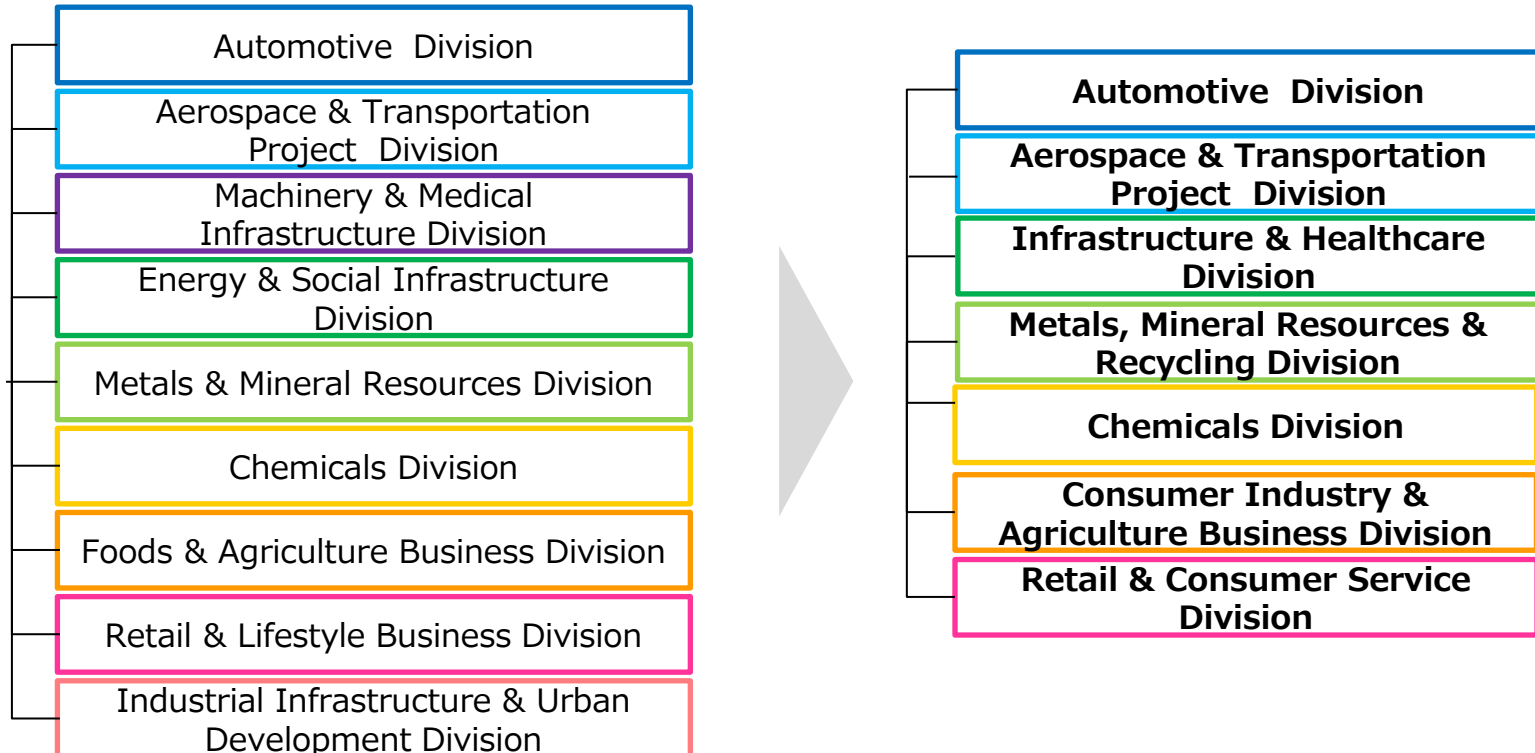 Automotive  Division
Aerospace & Transportation
Project  Division
Machinery & Medical
Infrastructure Division
Energy & Social Infrastructure
Division
Metals & Mineral Resources Division
Chemicals Division
Foods & Agriculture Business Division
Retail & Lifestyle Business Division
Industrial Infrastructure & Urban
Development Division
Automotive  Division
Aerospace & Transportation
Project  Division
Infrastructure & Healthcare
Division
Metals, Mineral Resources &
Recycling Division
Chemicals Division
Consumer Industry &
Agriculture Business Division
Retail & Consumer Service
Division